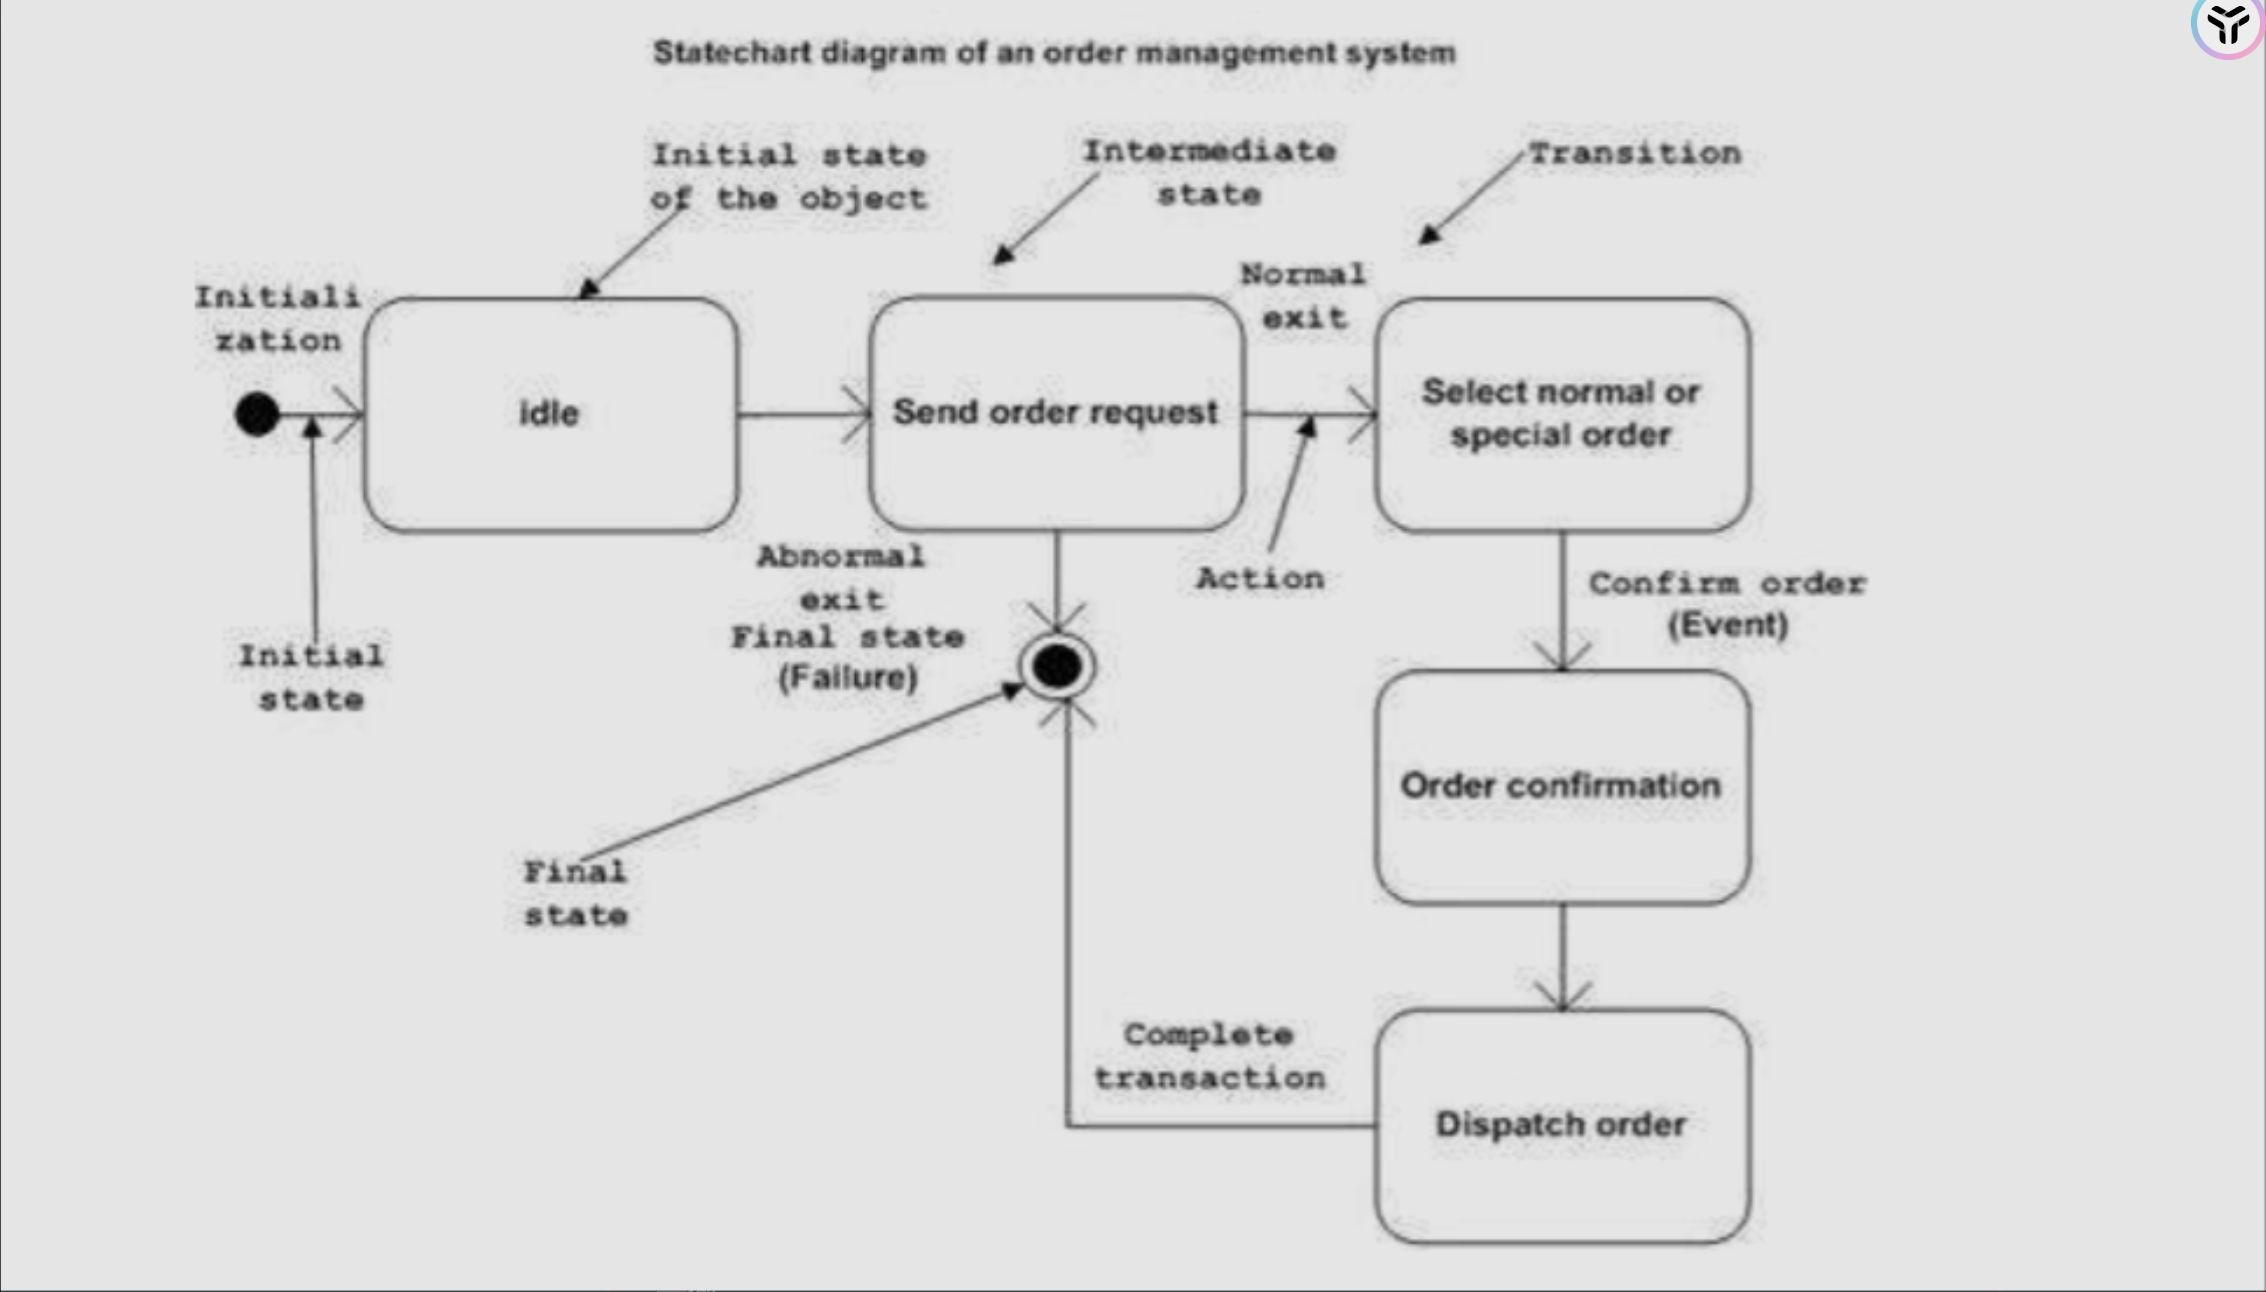 Statechart diagram of an order management system
Initial state
of the object
Intermediate
state
Transition
Initiali
zation
Normal
exit
idle
Send order request
Select normal or
special order
Abnormal
exit
Final state
(Failure)
Action
Confirm order
(Event)
Initial
state
Order confirmation
Final
state
Complete
transaction
Dispatch order